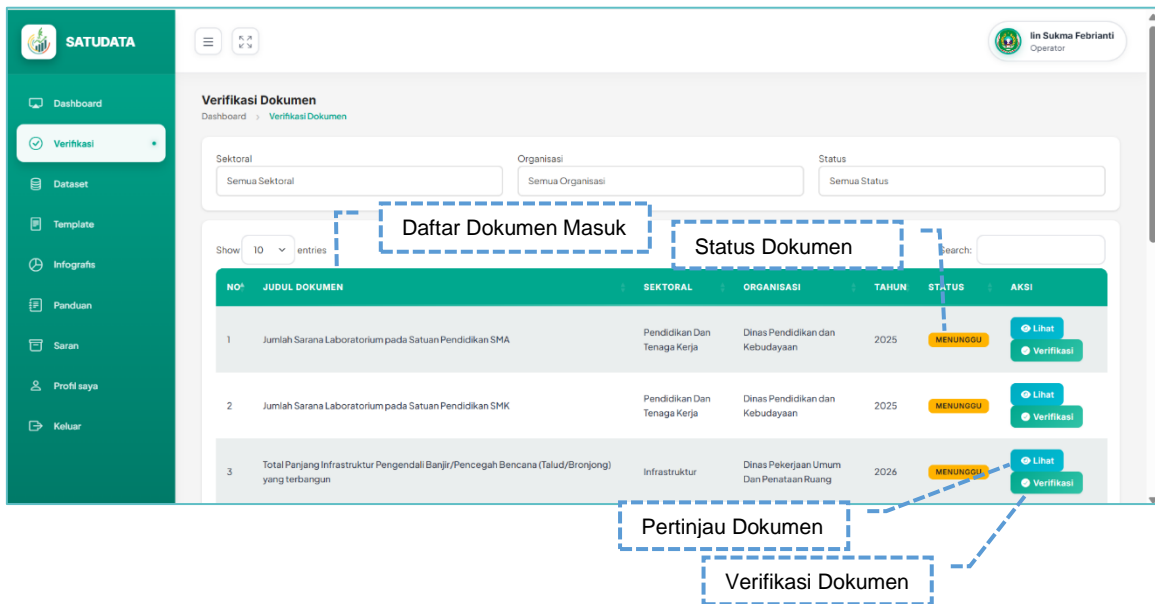 SATUDATA
Iin Sukma Febrianti
Operator
Dashboard
Verifikasi
Dataset
Template
Infografis
Panduan
Saran
Profil saya
Keluar
Verifikasi Dokumen
Dashboard > Verifikasi Dokumen
Sektoral Organisasi Status
Semua Sektoral Semua Organisasi Semua Status
Daftar Dokumen Masuk
Status Dokumen
Show 10 entries Search:
NO JUDUL DOKUMEN SEKTORAL ORGANISASI TAHUN STATUS AKSI
1 Jumlah Sarana Laboratorium pada Satuan Pendidikan SMA Pendidikan Dan Tenaga Kerja Dinas Pendidikan dan Kebudayaan 2025 MENUNGGU Lihat Verifikasi
2 Jumlah Sarana Laboratorium pada Satuan Pendidikan SMK Pendidikan Dan Tenaga Kerja Dinas Pendidikan dan Kebudayaan 2025 MENUNGGU Lihat Verifikasi
3 Total Panjang Infrastruktur Pengendali Banjir/Pencegah Bencana (Talud/Bronjong) yang terbangun Infrastruktur Dinas Pekerjaan Umum Dan Penataan Ruang 2026 MENUNGGU Lihat Verifikasi
Pertinjau Dokumen
Verifikasi Dokumen